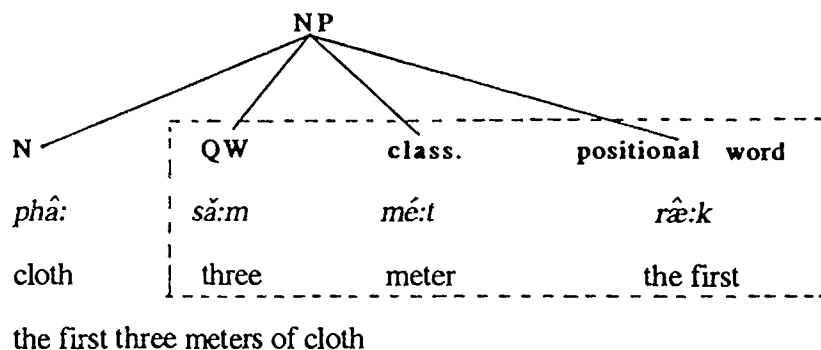 NP
N QW class. positional word
phâ: sǎ:m mé:t râ̂e:k
cloth three meter the first
the first three meters of cloth